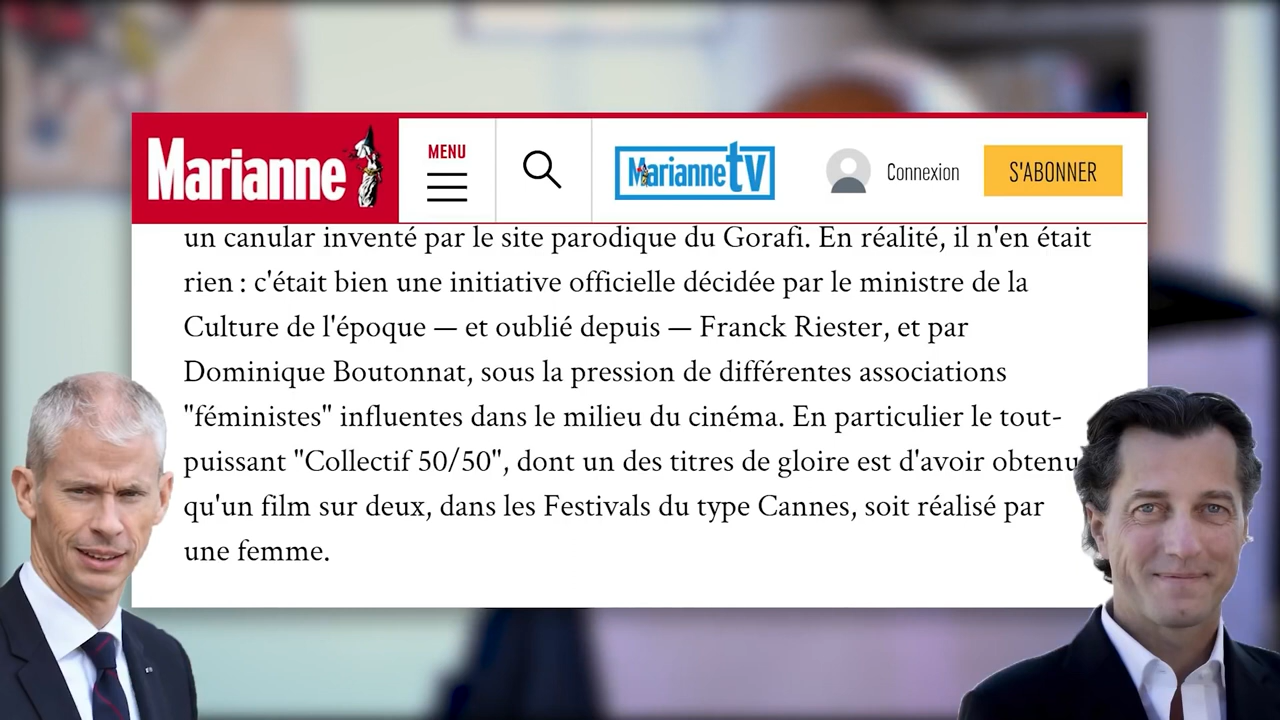 Marianne
MENU
MarianneTV
Connexion
S'ABONNER
un canular inventé par le site parodique du Gorafi. En réalité, il n'en était
rien : c'était bien une initiative officielle décidée par le ministre de la
Culture de l'époque — et oublié depuis — Franck Riester, et par
Dominique Boutonnat, sous la pression de différentes associations
"féministes" influentes dans le milieu du cinéma. En particulier le tout-
puissant "Collectif 50/50", dont un des titres de gloire est d'avoir obtenu
qu'un film sur deux, dans les Festivals du type Cannes, soit réalisé par
une femme.